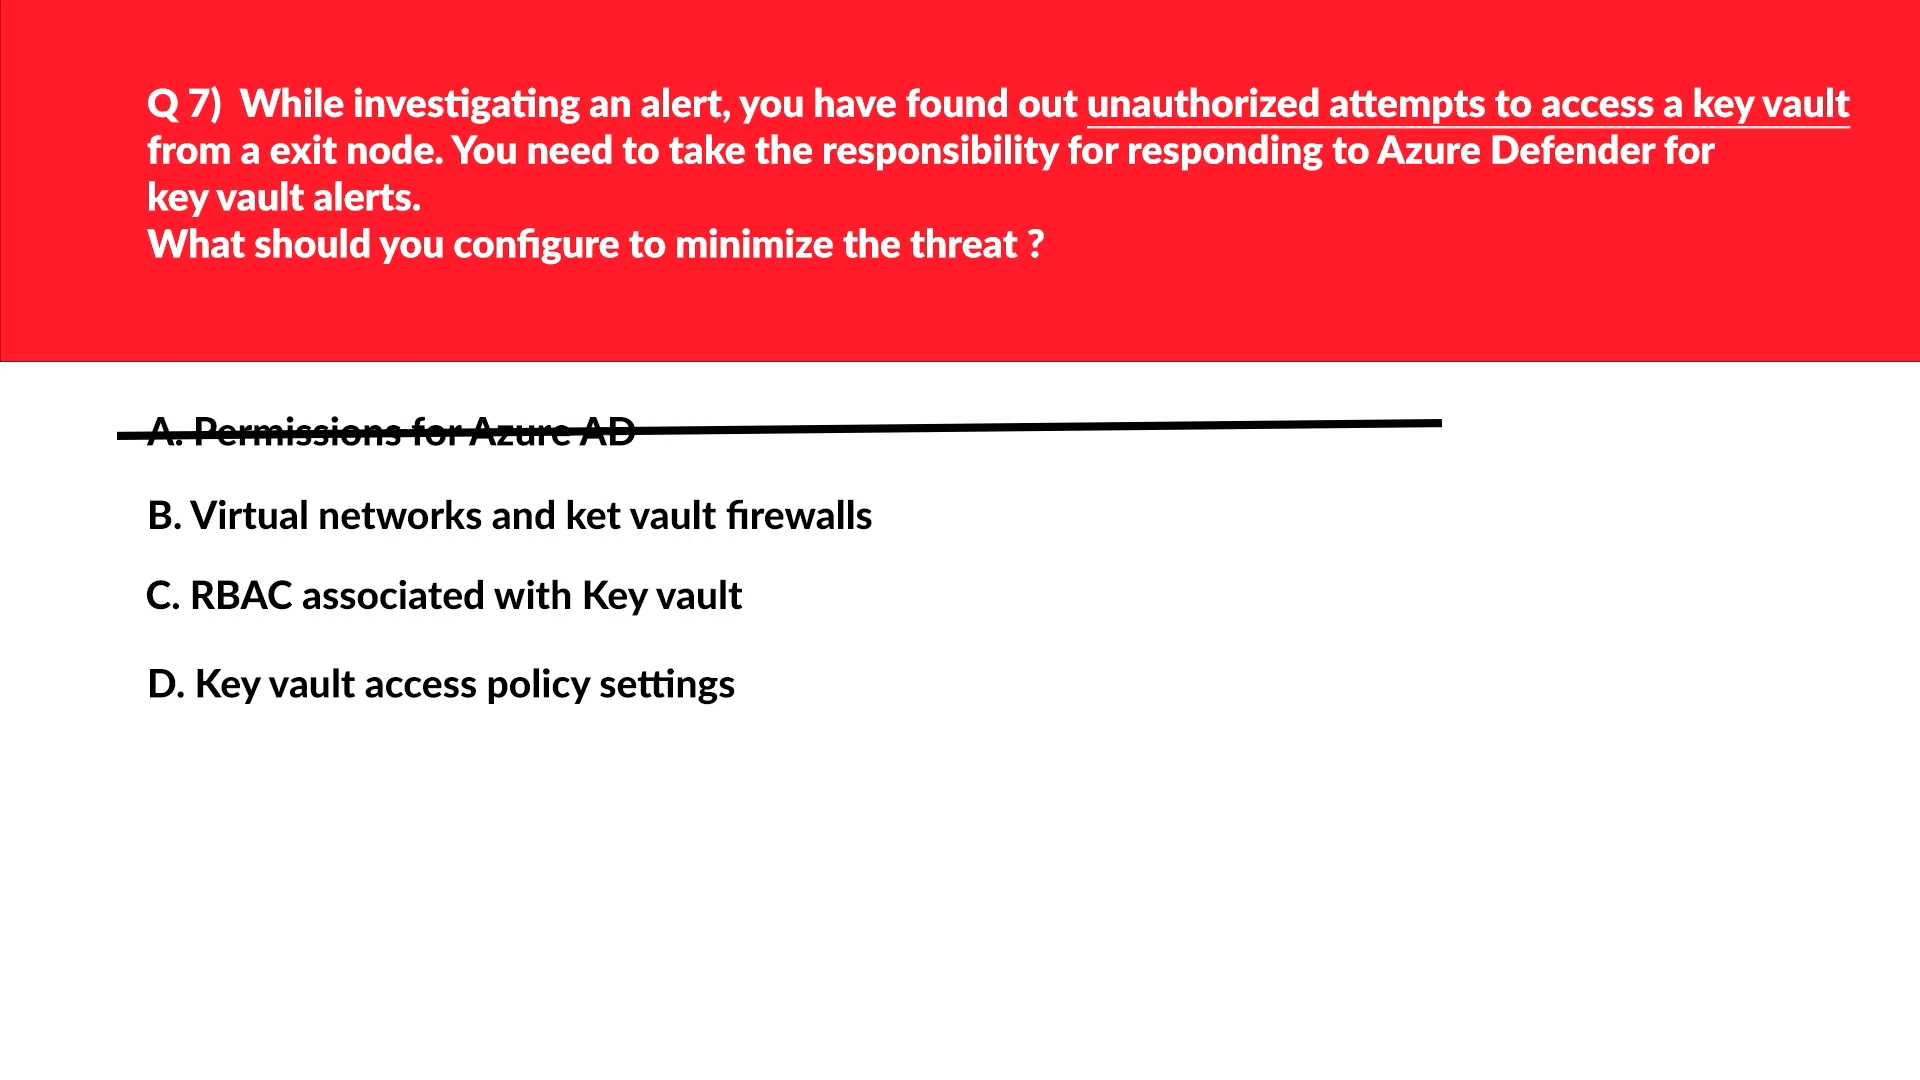 Q 7)  While investigating an alert, you have found out unauthorized attempts to access a key vault
from a exit node. You need to take the responsibility for responding to Azure Defender for
key vault alerts.
What should you configure to minimize the threat ?
A. Permissions for Azure AD
B. Virtual networks and ket vault firewalls
C. RBAC associated with Key vault
D. Key vault access policy settings